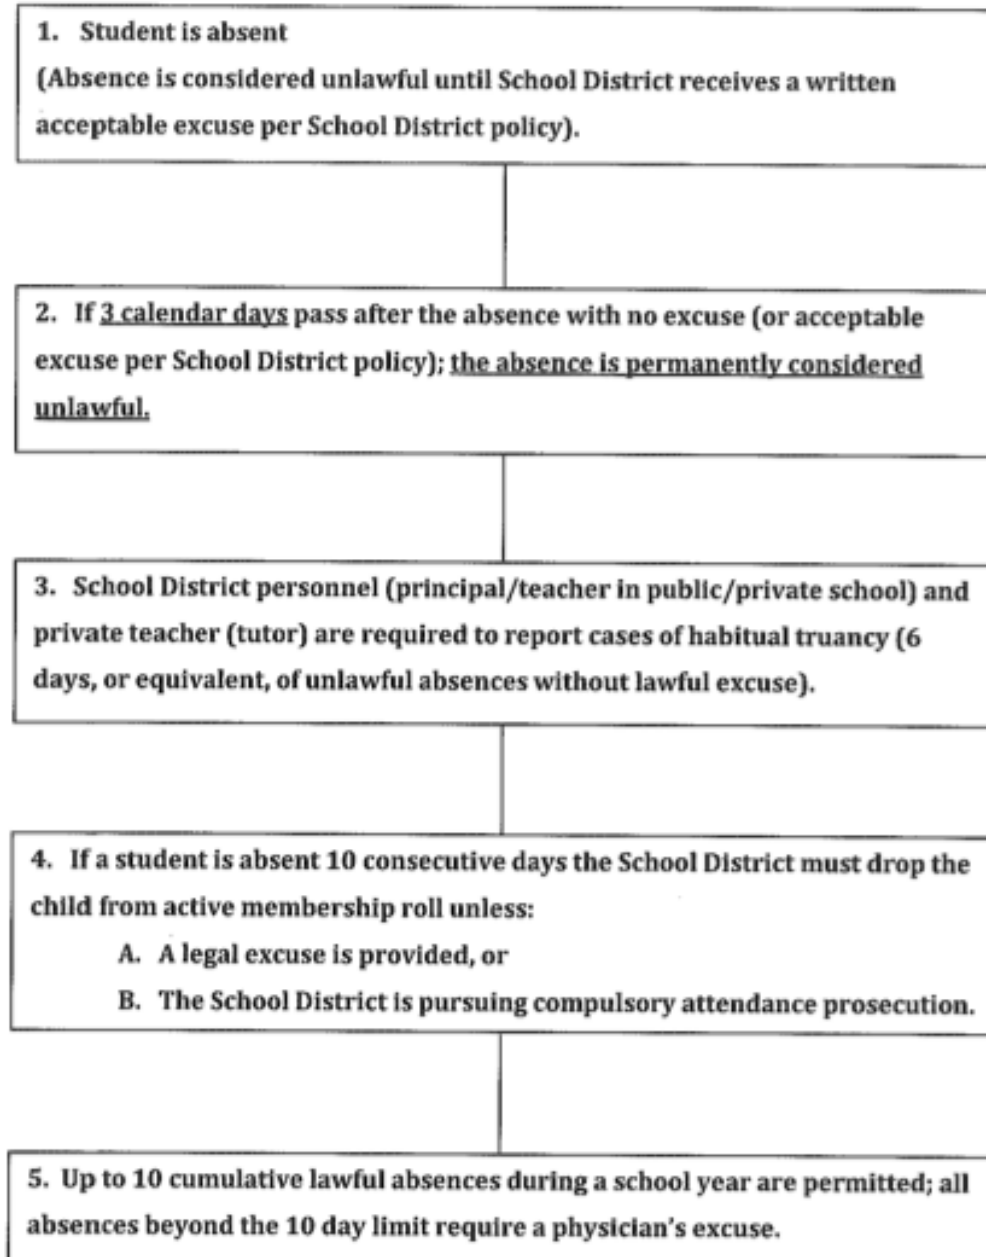 1. Student is absent
(Absence is considered unlawful until School District receives a written
acceptable excuse per School District policy).
2. If 3 calendar days pass after the absence with no excuse (or acceptable
excuse per School District policy); the absence is permanently considered
unlawful.
3. School District personnel (principal/teacher in public/private school) and
private teacher (tutor) are required to report cases of habitual truancy (6
days, or equivalent, of unlawful absences without lawful excuse).
4. If a student is absent 10 consecutive days the School District must drop the
child from active membership roll unless:
A. A legal excuse is provided, or
B. The School District is pursuing compulsory attendance prosecution.
5. Up to 10 cumulative lawful absences during a school year are permitted; all
absences beyond the 10 day limit require a physician's excuse.